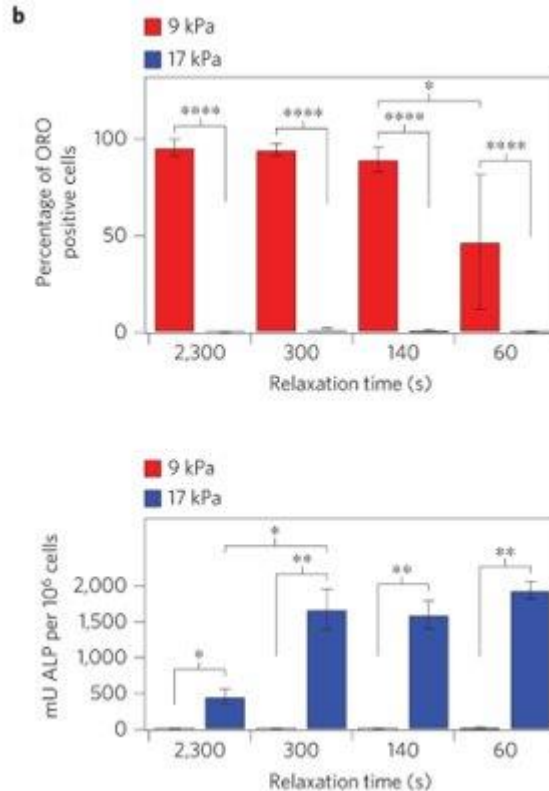 b
9 kPa
17 kPa
*
**** **** **** ****
100
50
0
Percentage of ORO
positive cells
2,300 300 140 60
Relaxation time (s)
9 kPa
17 kPa
*
** ** **
*
2,000
1,500
1,000
500
0
mU ALP per 10⁶ cells
2,300 300 140 60
Relaxation time (s)